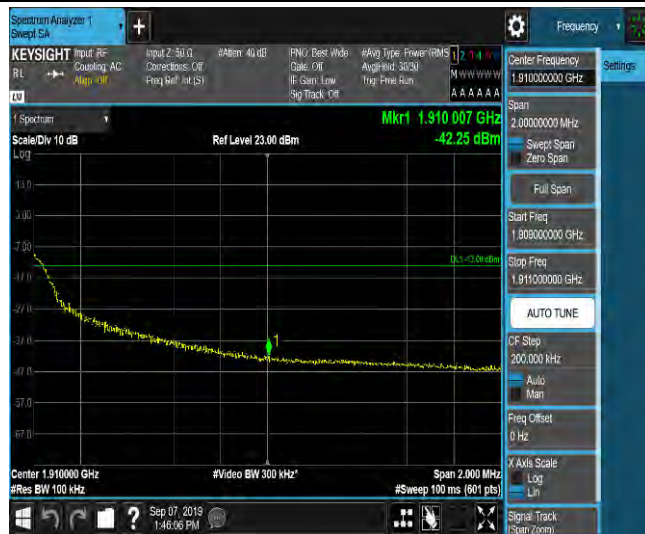 Spectrum Analyzer 1
Swept SA
Frequency
KEYSIGHT
Input: RF
Coupling: AC
Align: Off
Input Z: 50 Ω
Corrections: Off
Freq Ref: Int (S)
#Atten: 40 dB
PNO: Best Wide
Gate: Off
IF Gain: Low
Sig Track: Off
#Avg Type: Power (RMS
Avg|Hold: 30/30
Trig: Free Run
RL
LW
M W W W W W
A A A A A A
Center Frequency
1.910000000 GHz
Settings
Span
2.00000000 MHz
Swept Span
Zero Span
Full Span
Start Freq
1.909000000 GHz
Stop Freq
1.911000000 GHz
AUTO TUNE
CF Step
200.000 kHz
Auto
Man
Freq Offset
0 Hz
X Axis Scale
Log
Lin
Signal Track
(Span Zoom)
1 Spectrum
Scale/Div 10 dB
Log
Ref Level 23.00 dBm
Mkr1 1.910 007 GHz
-42.25 dBm
13.0
3.00
-7.00
DL1 -13.00 dBm
-17.0
-27.0
-37.0
1
-47.0
-57.0
-67.0
Center 1.910000 GHz
#Res BW 100 kHz
#Video BW 300 kHz*
Span 2.000 MHz
#Sweep 100 ms (601 pts)
Sep 07, 2019
1:46:06 PM